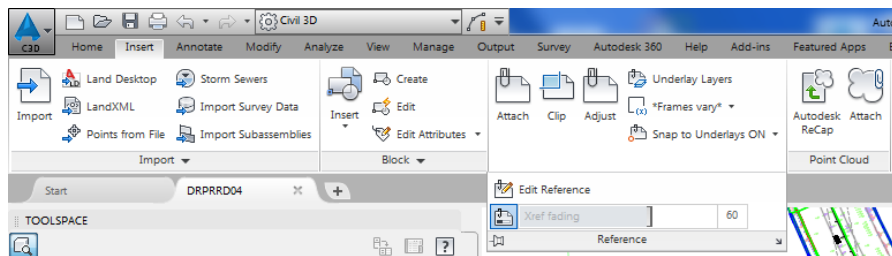 Civil 3D
Aut
C3D Home Insert Annotate Modify Analyze View Manage Output Survey Autodesk 360 Help Add-ins Featured Apps
Import
Land Desktop
LandXML
Points from File
Storm Sewers
Import Survey Data
Import Subassemblies
Import
Insert
Create
Edit
Edit Attributes
Block
Attach
Clip
Adjust
Underlay Layers
*Frames vary*
Snap to Underlays ON
Edit Reference
Xref fading 60
Reference
Autodesk ReCap
Attach
Point Cloud
Start DRPRRD04
TOOLSPACE